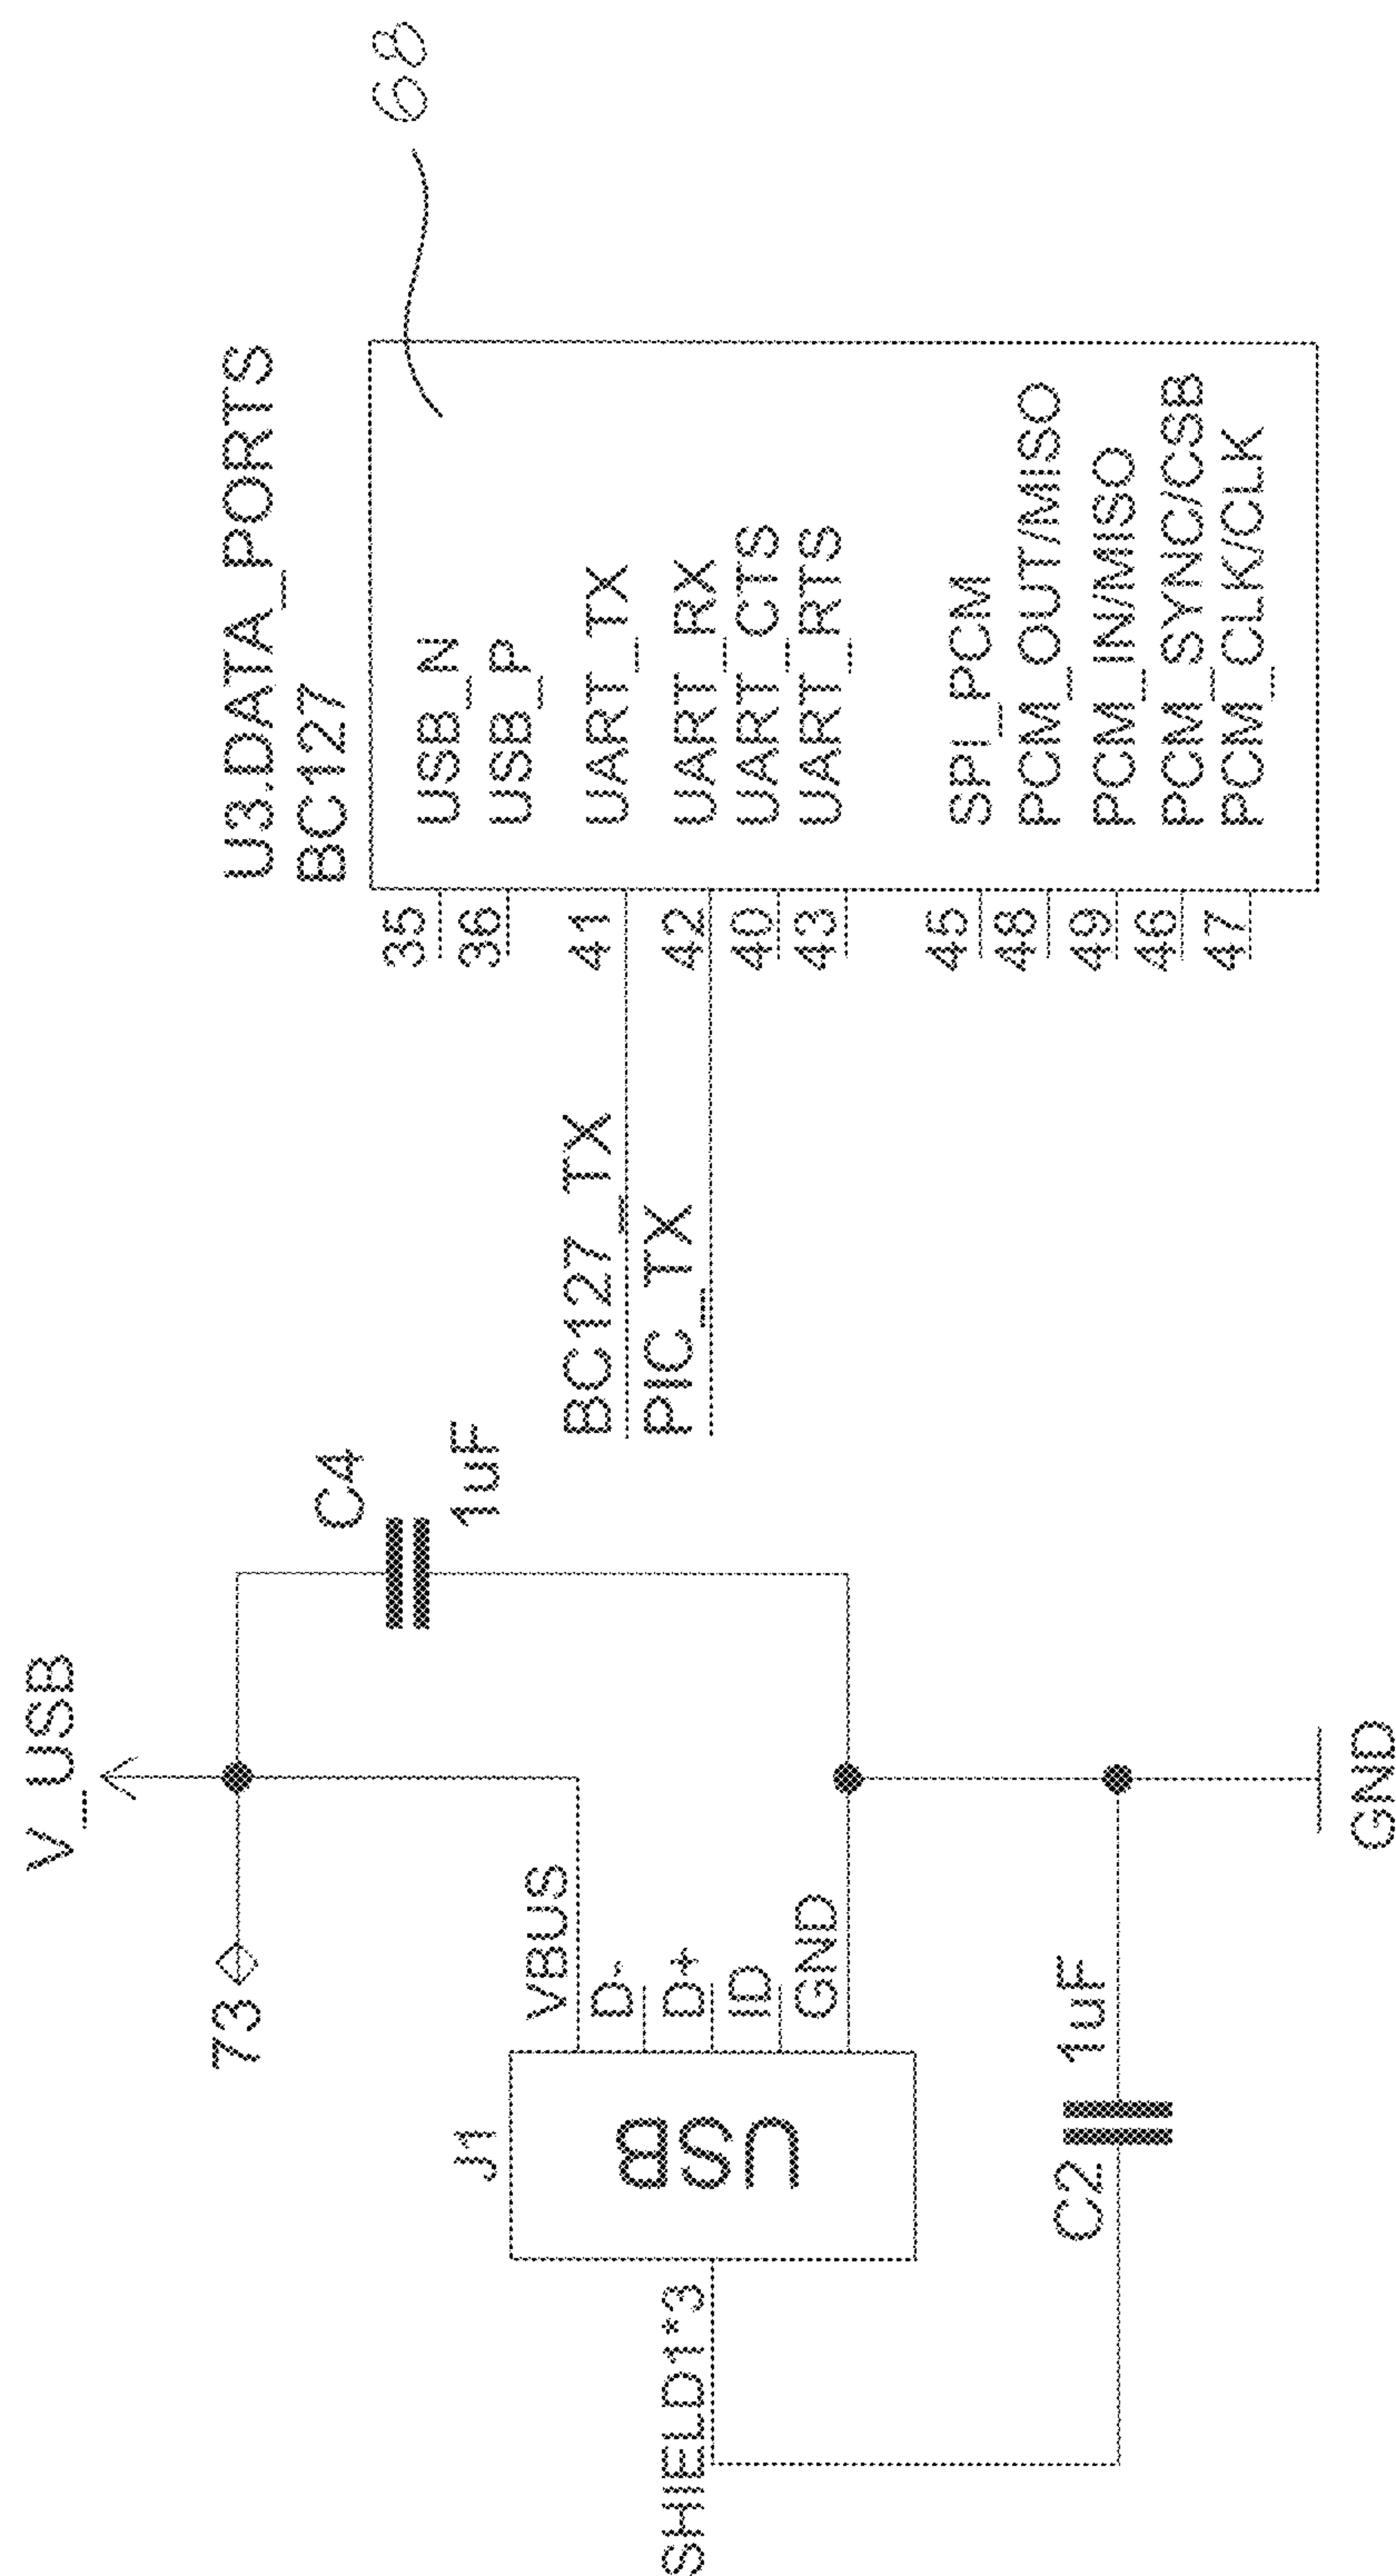 V_USB
73
C4
1uF
J1
USB
VBUS
D-
D+
ID
GND
SHIELD1*3
C2
1uF
GND
U3.DATA_PORTS
BC127
68
BC127_TX
PIC_TX
35 USB_N
36 USB_P
41 UART_TX
42 UART_RX
40 UART_CTS
43 UART_RTS
45 SPI_PCM
48 PCM_OUT/MISO
49 PCM_IN/MISO
46 PCM_SYNC/CSB
47 PCM_CLK/CLK